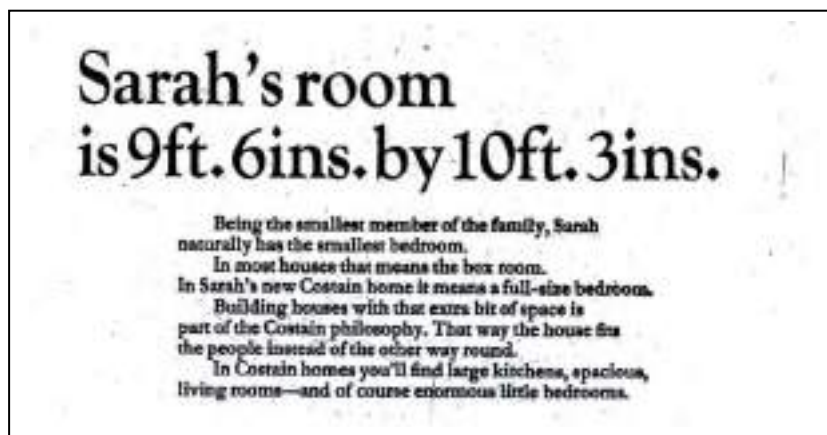 Sarah's room
is 9ft. 6ins. by 10ft. 3ins.
Being the smallest member of the family, Sarah
naturally has the smallest bedroom.
In most houses that means the box room.
In Sarah's new Costain home it means a full-size bedroom.
Building houses with that extra bit of space is
part of the Costain philosophy. That way the house fits
the people instead of the other way round.
In Costain homes you'll find large kitchens, spacious,
living rooms—and of course enormous little bedrooms.